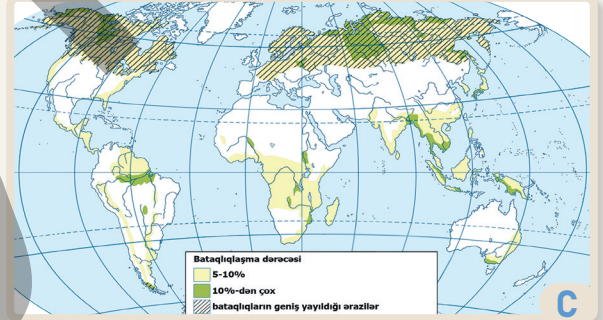 Bataqlıqlaşma dərəcəsi
5-10%
10%-dən çox
bataqlıqların geniş yayıldığı ərazilər
C